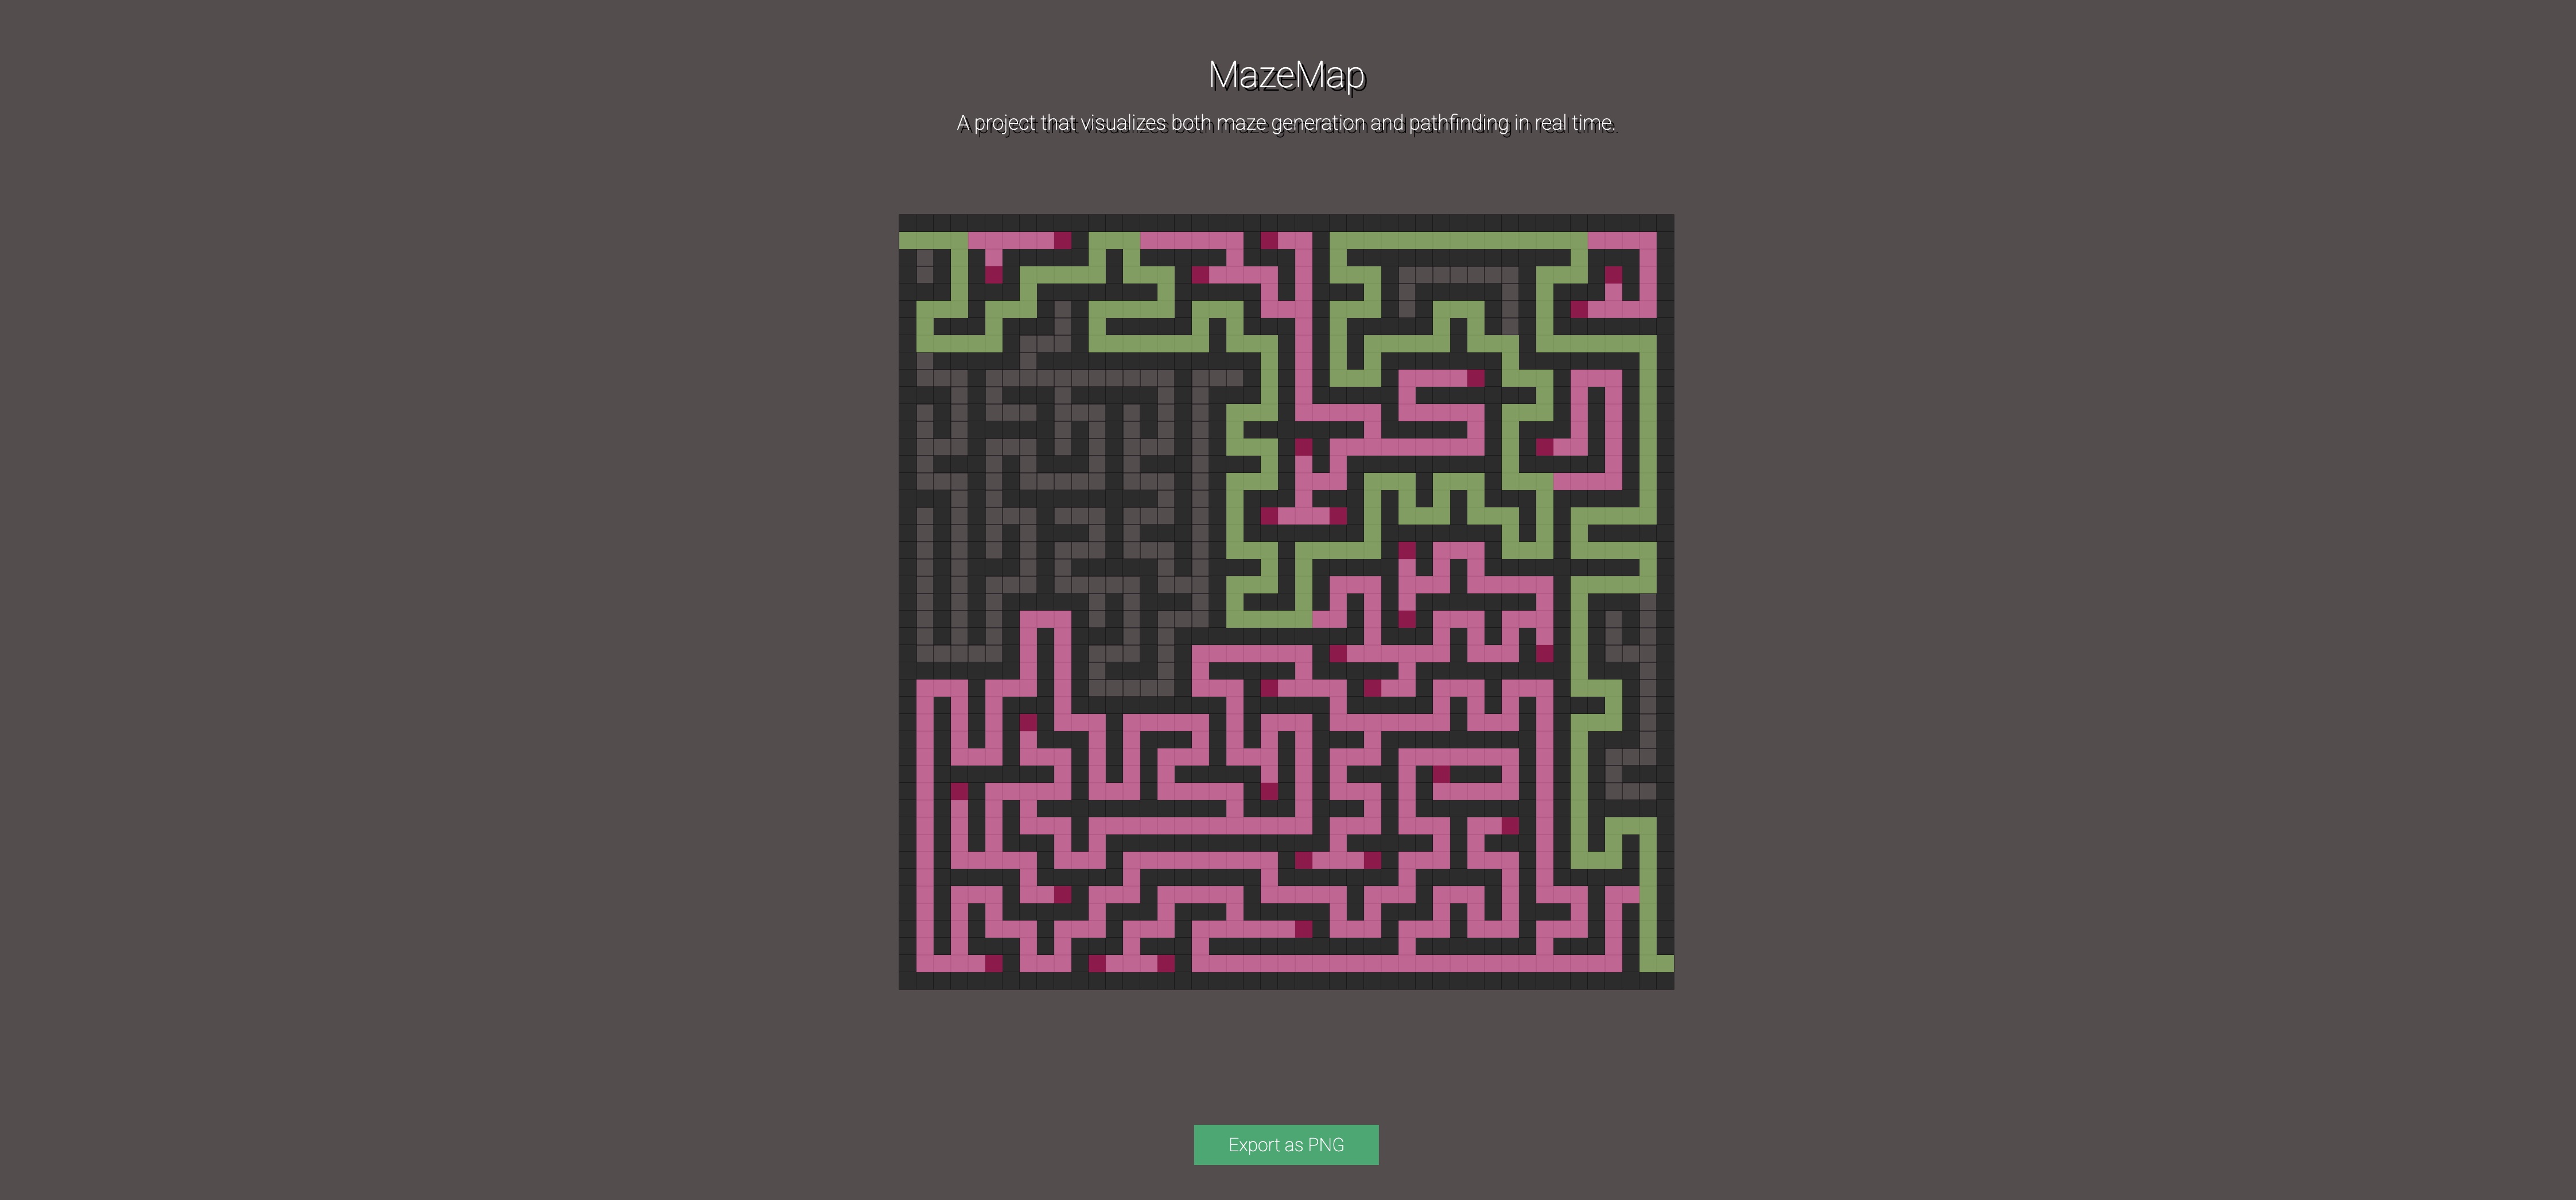 MazeMap
A project that visualizes both maze generation and pathfinding in real time.
Export as PNG